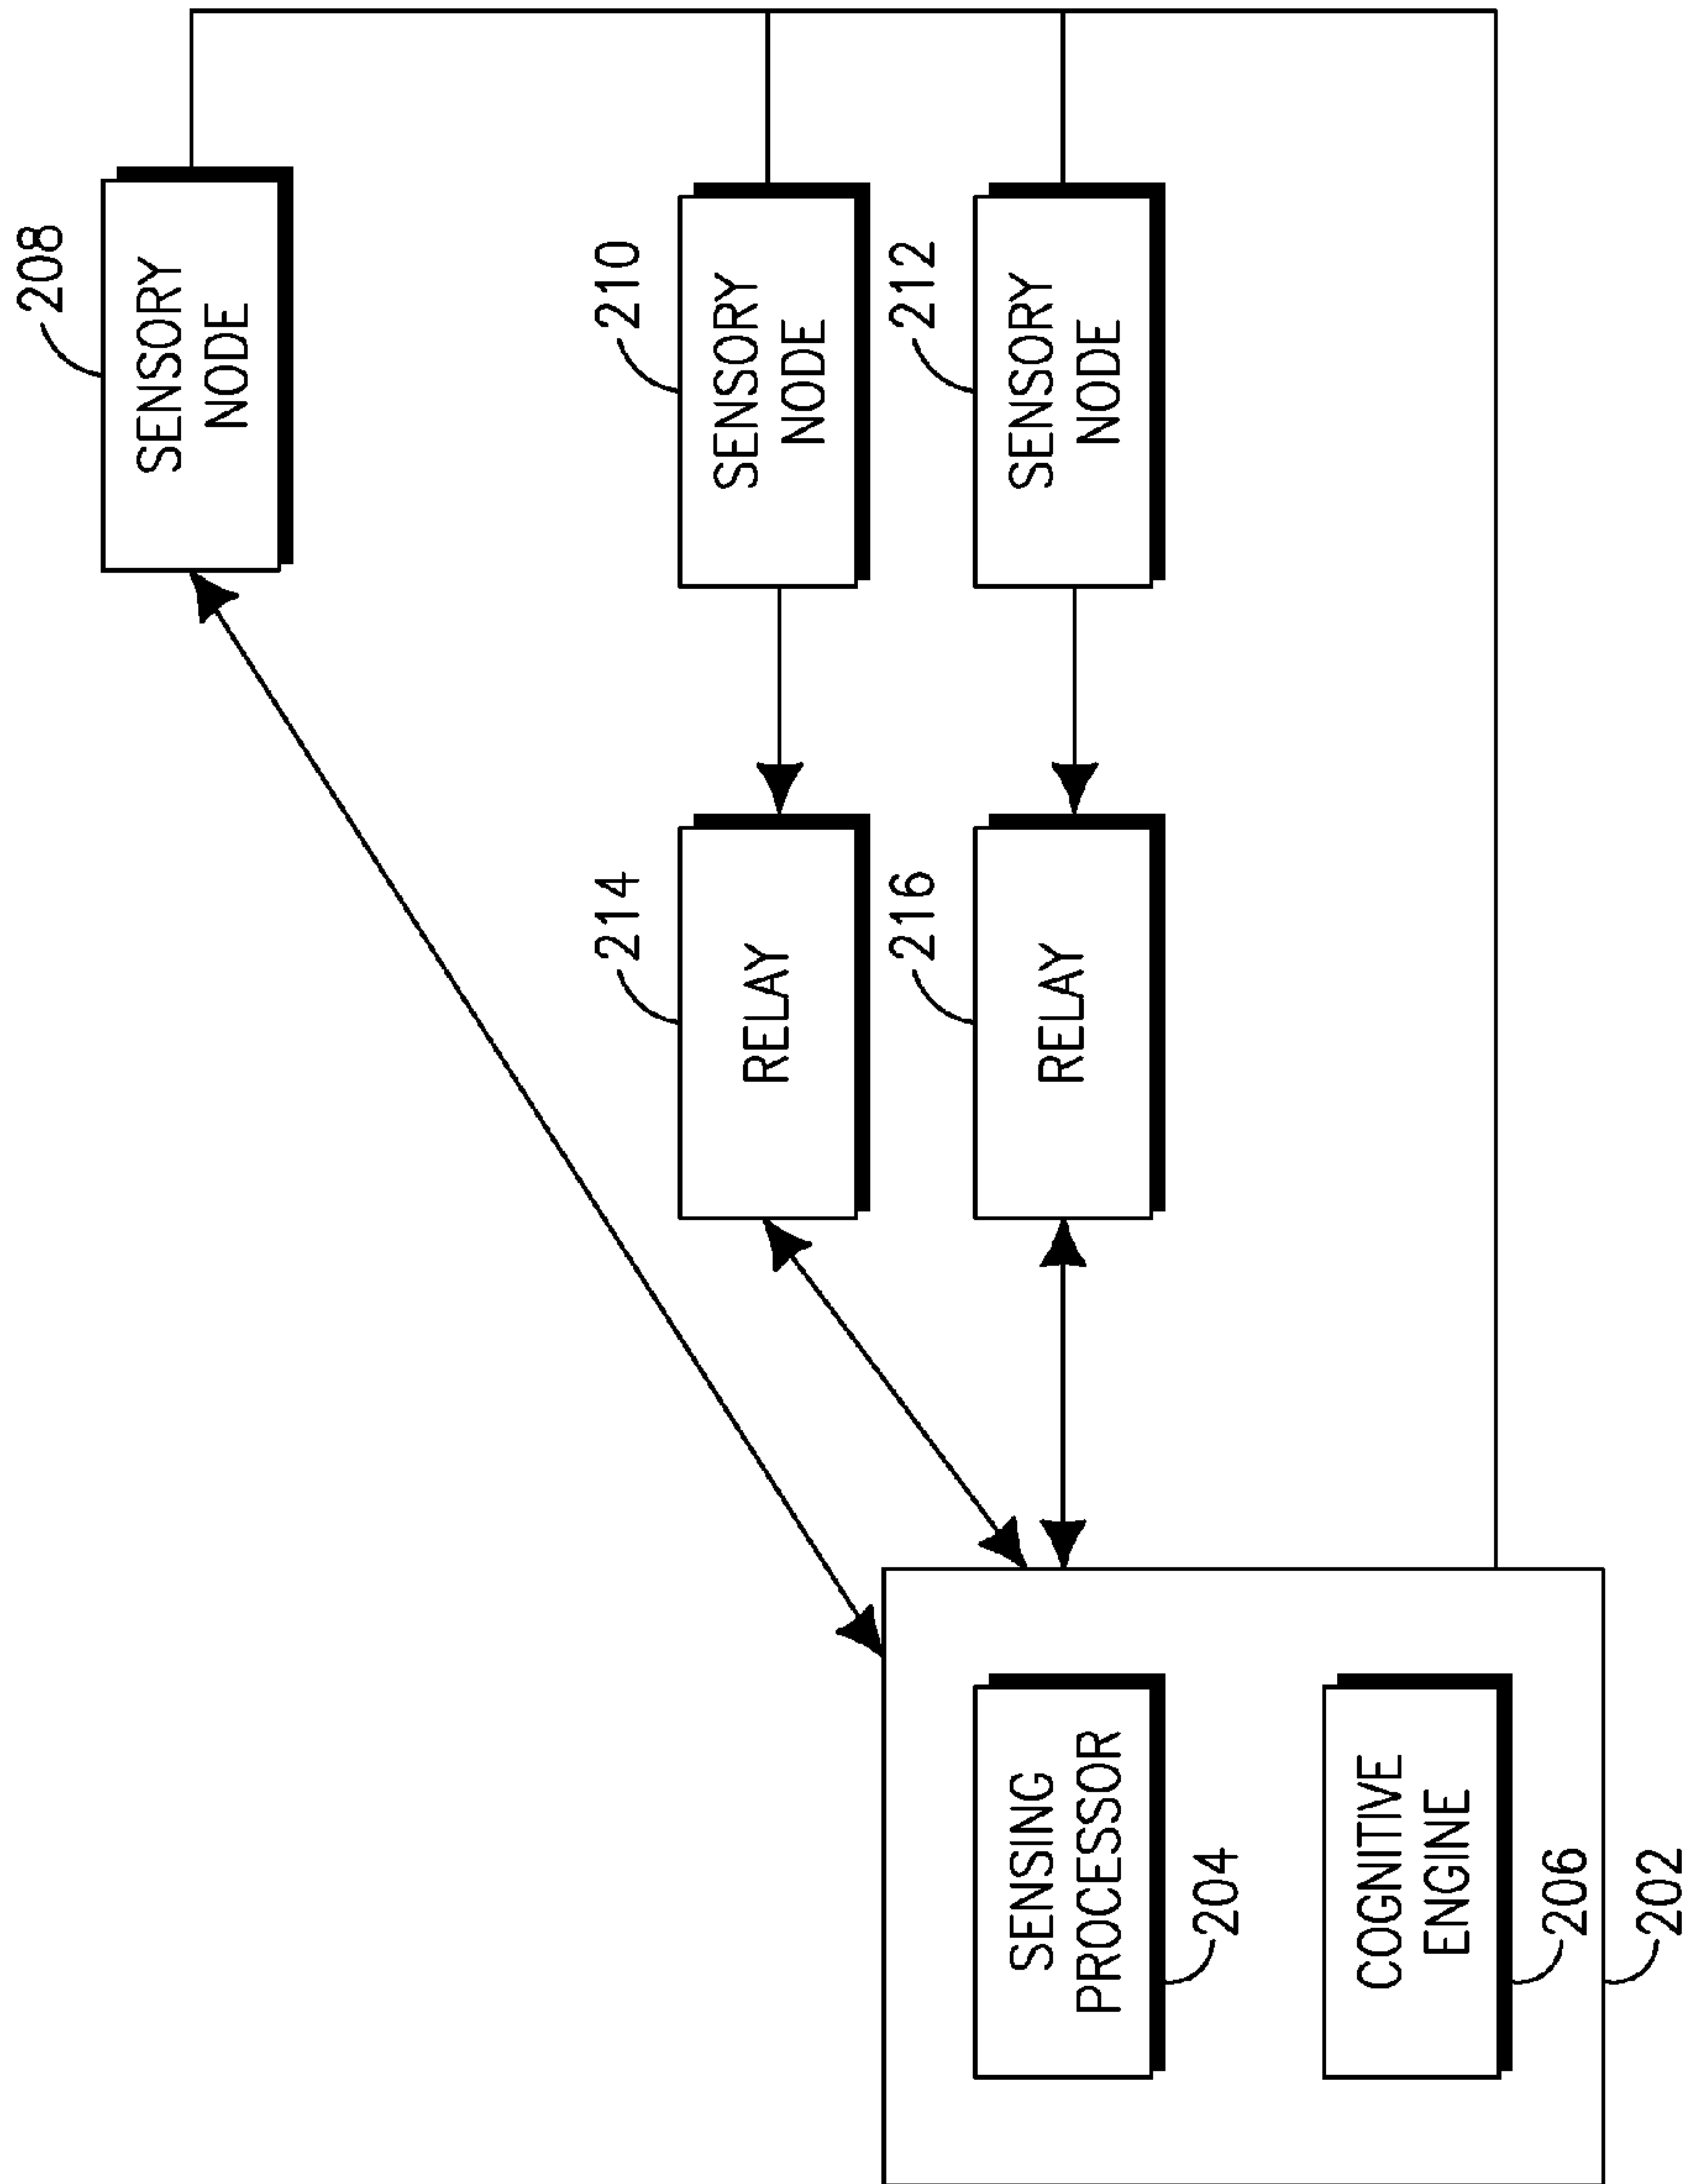 208
SENSORY
NODE
214
RELAY
210
SENSORY
NODE
216
RELAY
212
SENSORY
NODE
SENSING
PROCESSOR
204
COGNITIVE
ENGINE
206
202